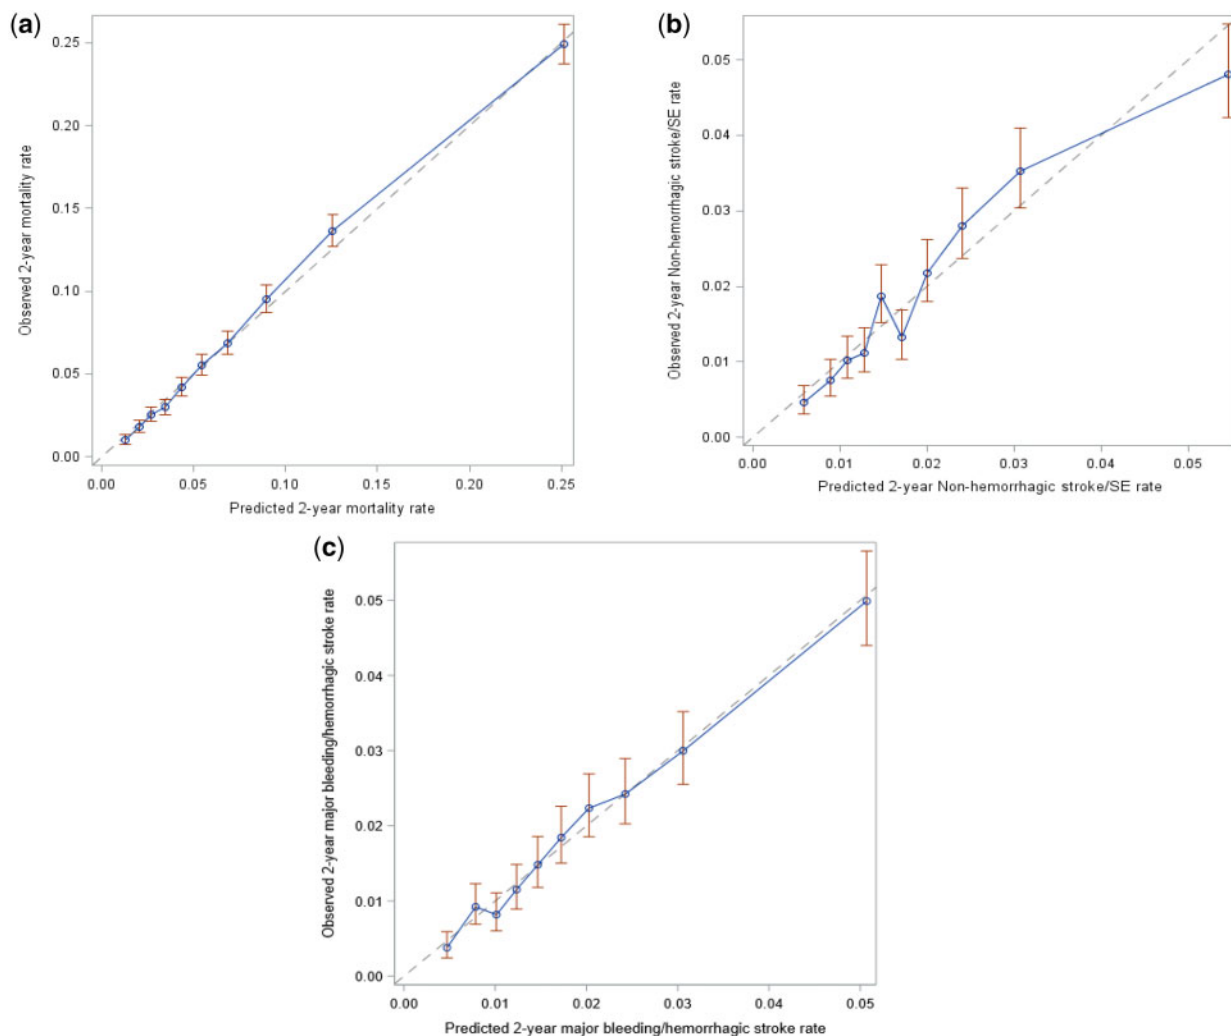 (a)
Observed 2-year mortality rate
0.25
0.20
0.15
0.10
0.05
0.00
0.00 0.05 0.10 0.15 0.20 0.25
Predicted 2-year mortality rate
(b)
Observed 2-year Non-hemorrhagic stroke/SE rate
0.05
0.04
0.03
0.02
0.01
0.00
0.00 0.01 0.02 0.03 0.04 0.05
Predicted 2-year Non-hemorrhagic stroke/SE rate
(c)
Observed 2-year major bleeding/hemorrhagic stroke rate
0.05
0.04
0.03
0.02
0.01
0.00
0.00 0.01 0.02 0.03 0.04 0.05
Predicted 2-year major bleeding/hemorrhagic stroke rate